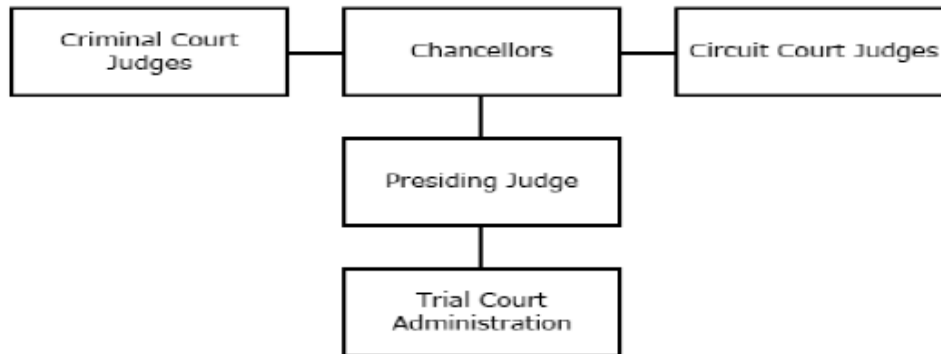 Criminal Court
Judges
Chancellors
Circuit Court Judges
Presiding Judge
Trial Court
Administration